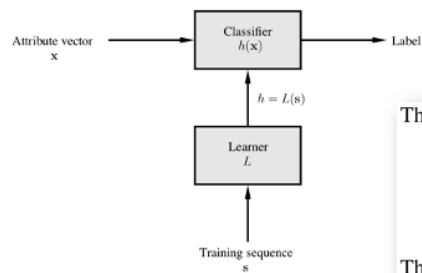 Classifier
h(x)
Attribute vector
x
Label
h = L(s)
Learner
L
Training sequence
s
Th
Th